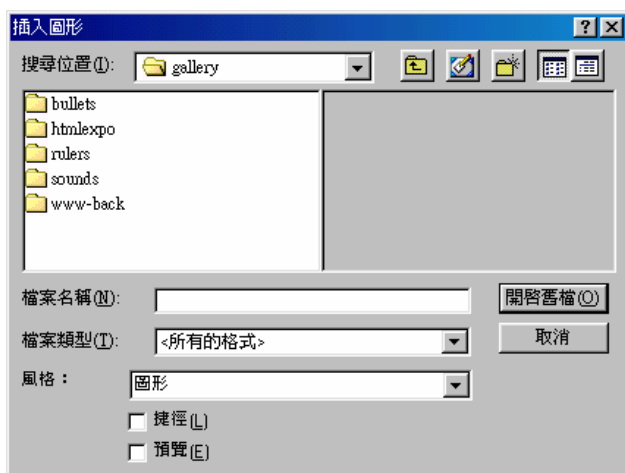 插入圖形
搜尋位置(I): gallery
bullets
htmlexpo
rulers
sounds
www-back
檔案名稱(N): 開啓舊檔(O)
檔案類型(T): <所有的格式> 取消
風格： 圖形
捷徑(L)
預覽(E)